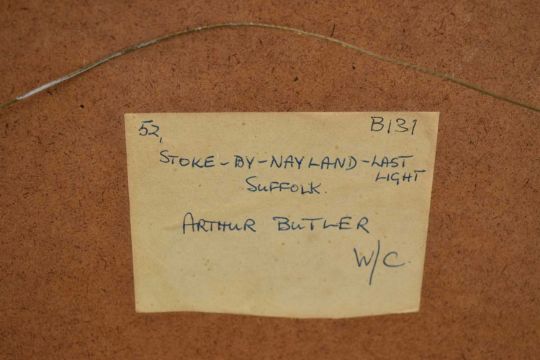 52, B131
STOKE-BY-NAYLAND-LAST
LIGHT
SUFFOLK.
ARTHUR BUTLER
W/C